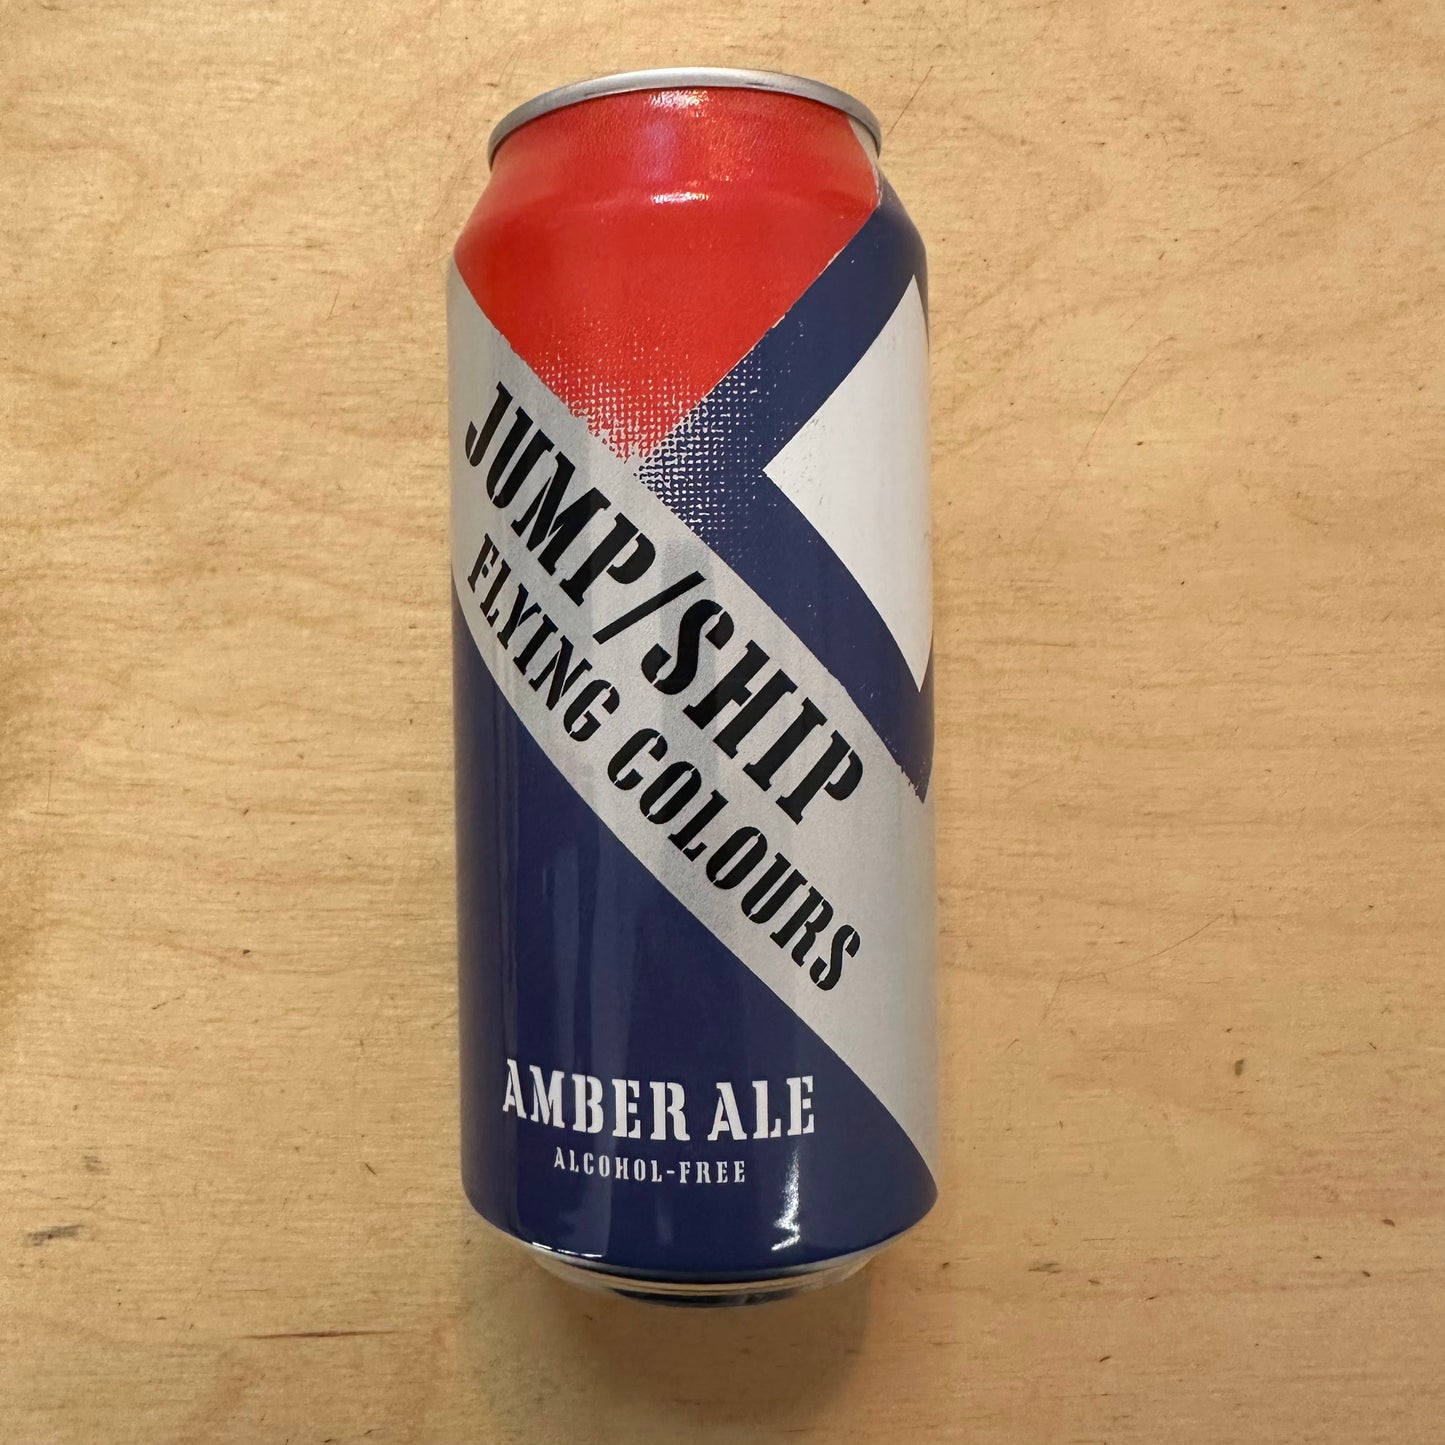 JUMP/SHIP
FLYING COLOURS
AMBER ALE
ALCOHOL-FREE